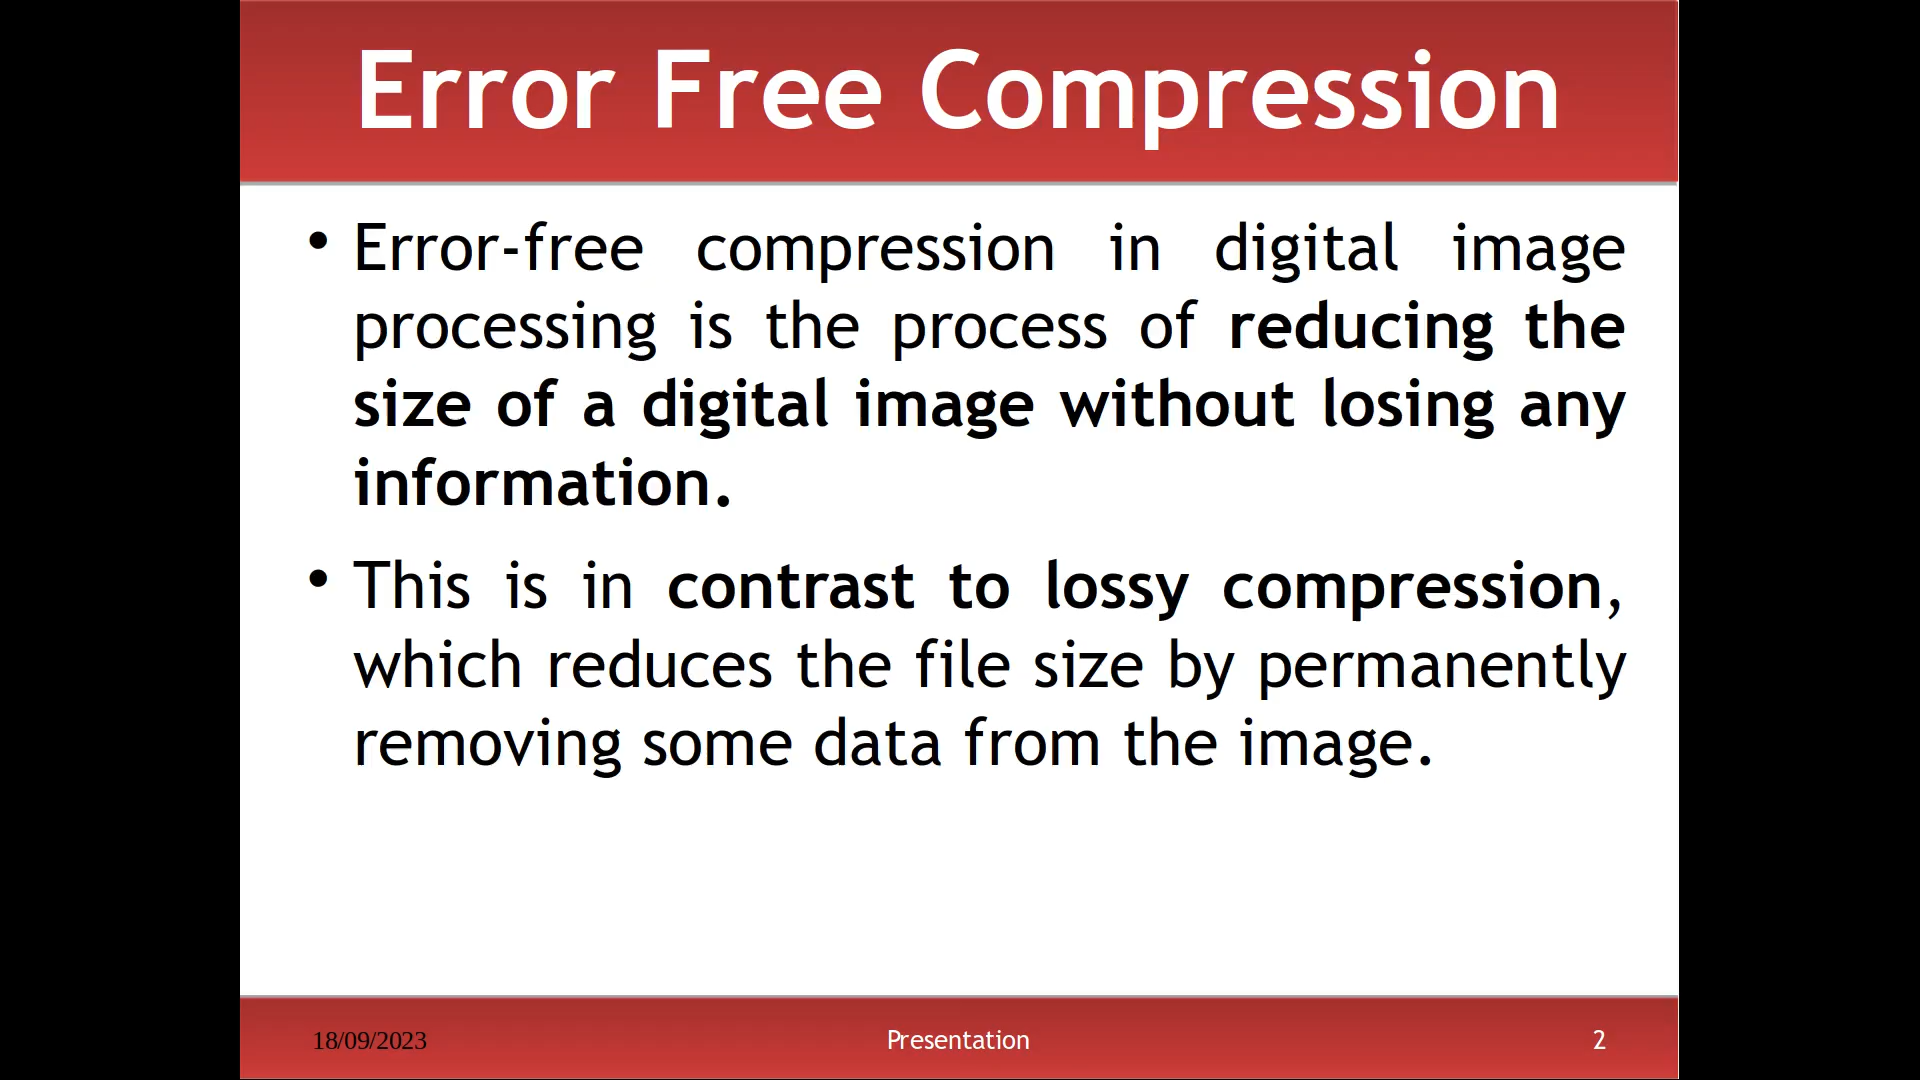 Error Free Compression
• Error-free compression in digital image
processing is the process of reducing the
size of a digital image without losing any
information.
• This is in contrast to lossy compression,
which reduces the file size by permanently
removing some data from the image.
18/09/2023
Presentation
2